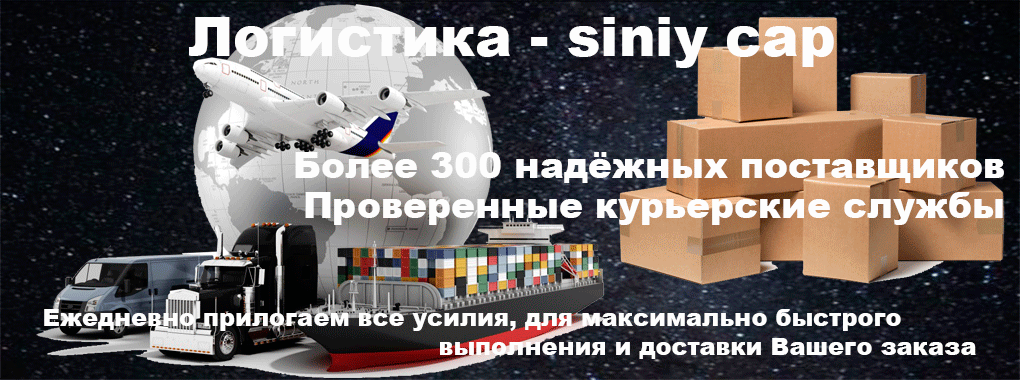 Логистика - siniy cap
Более 300 надёжных поставщиков
Проверенные курьерские службы
Ежедневно прилогаем все усилия, для максимально быстрого
выполнения и доставки Вашего заказа